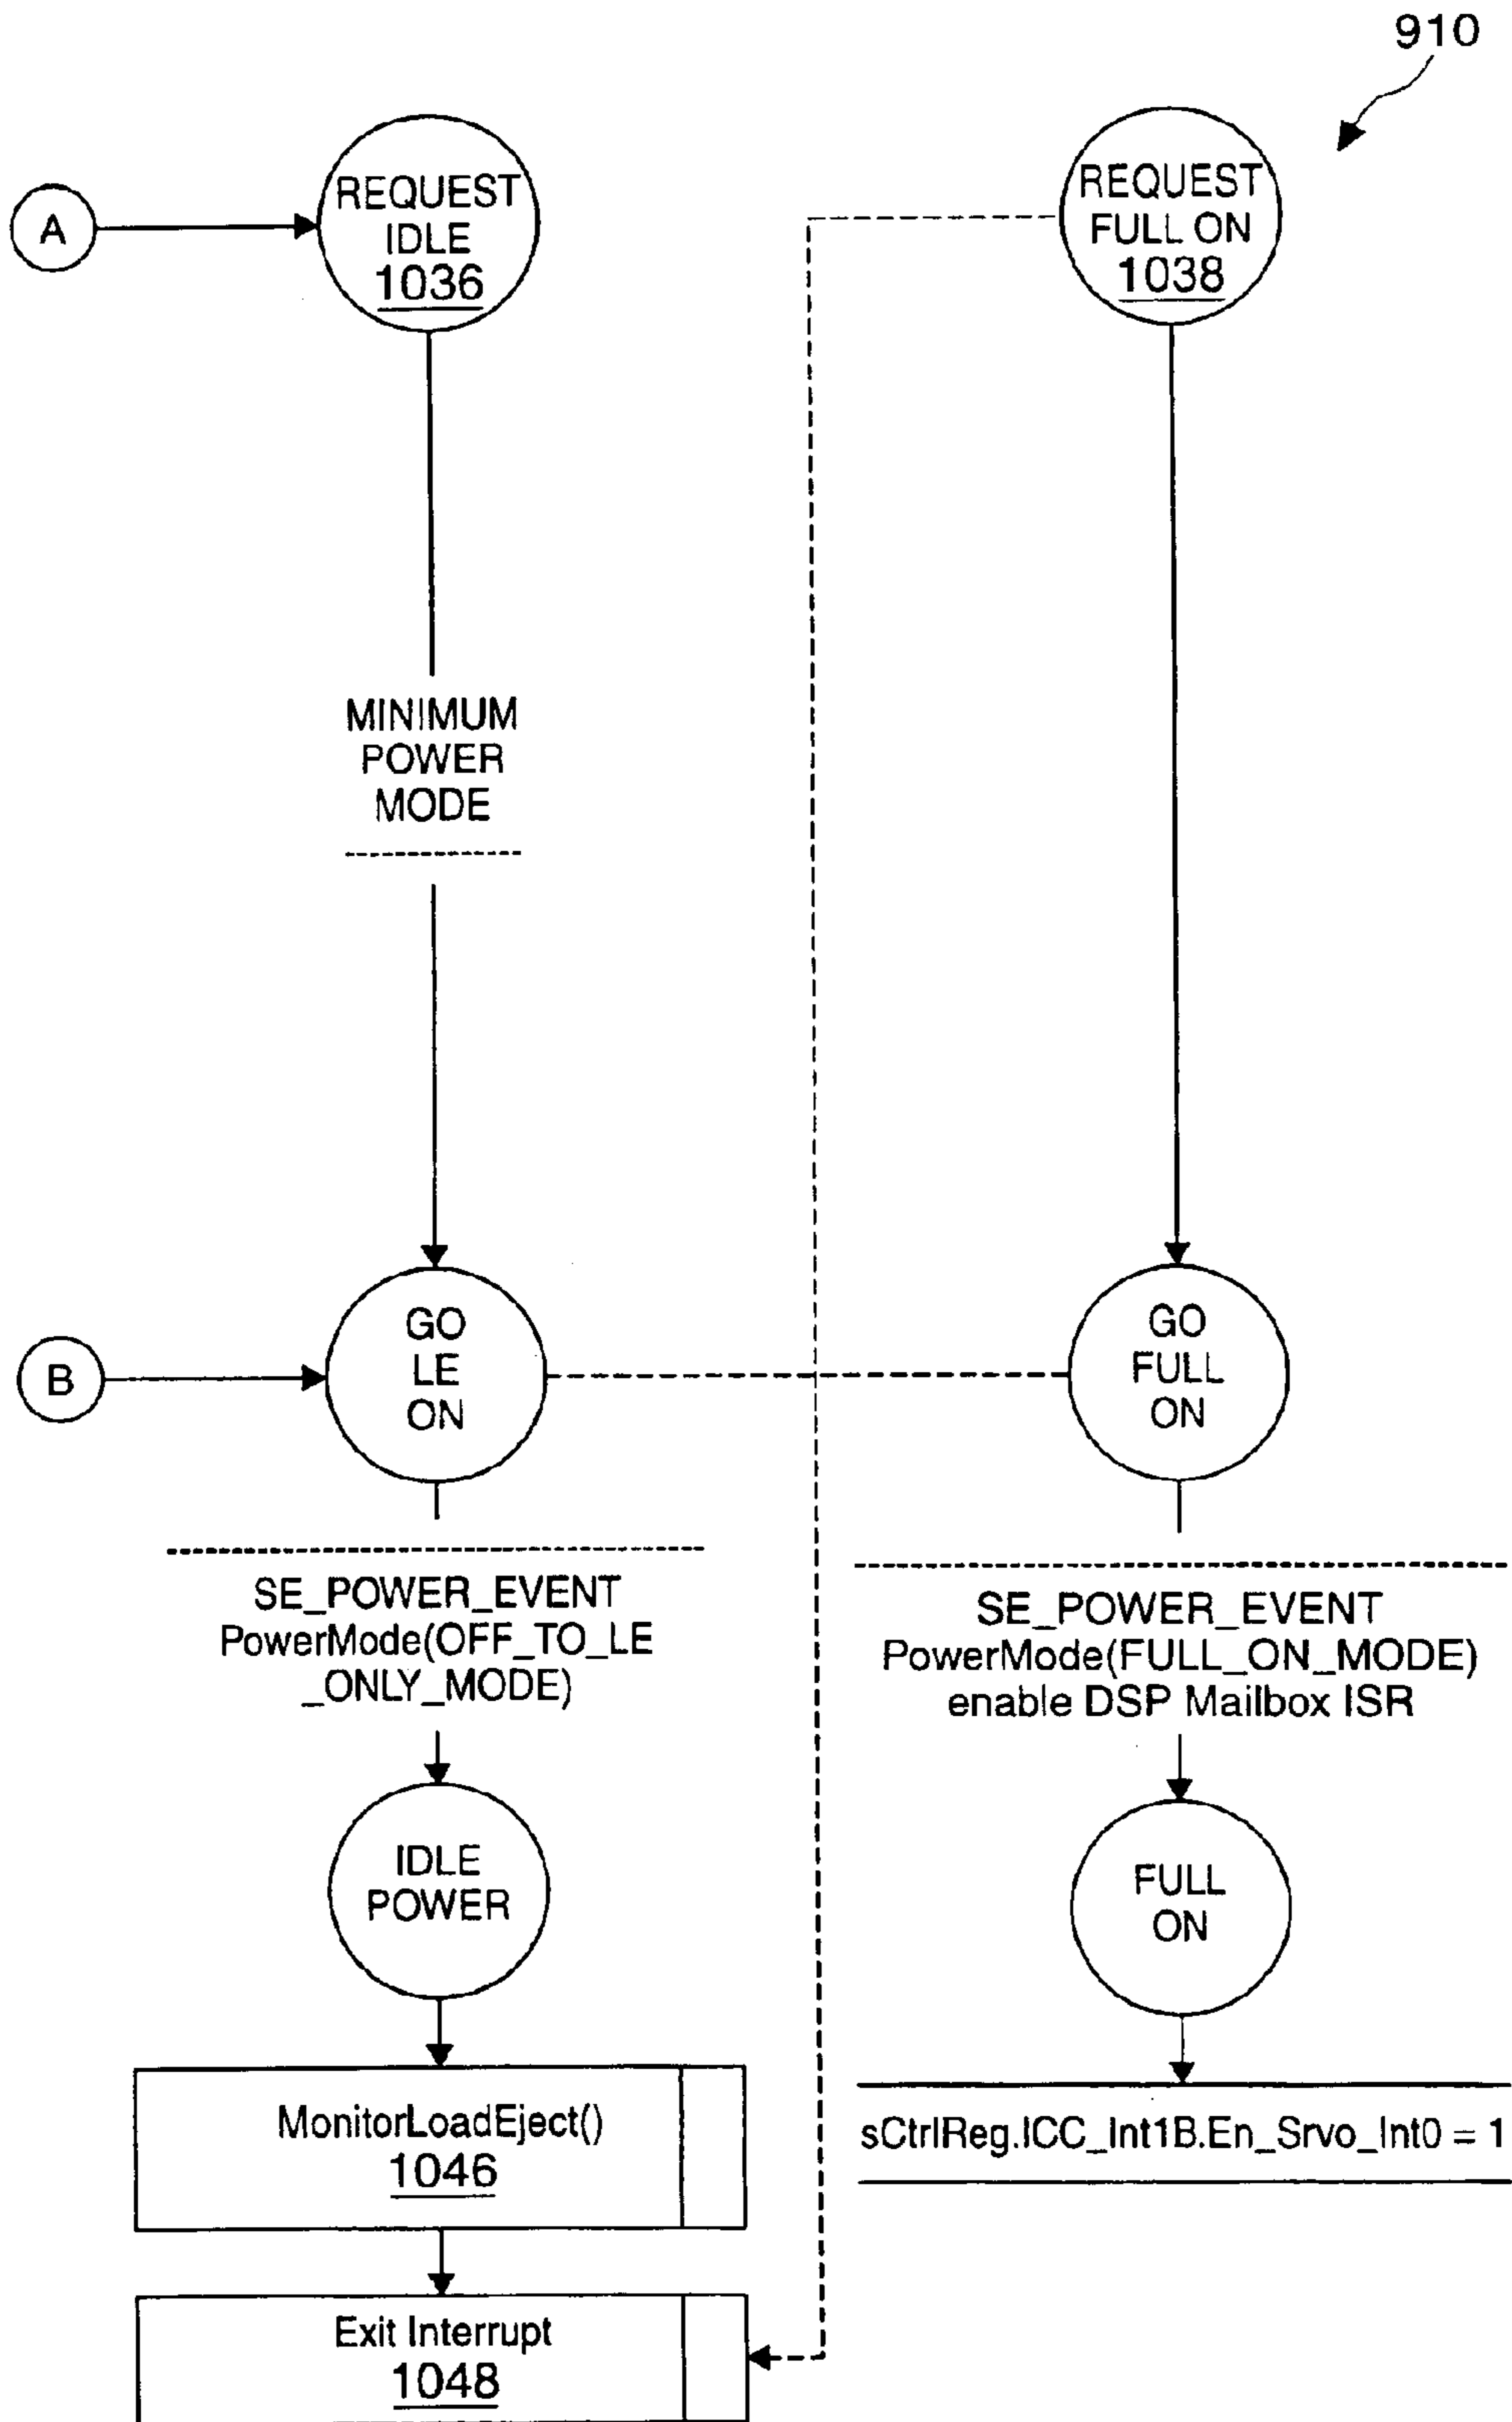 910
A
REQUEST
IDLE
1036
REQUEST
FULL ON
1038
MINIMUM
POWER
MODE
B
GO
LE
ON
GO
FULL
ON
SE_POWER_EVENT
PowerMode(OFF_TO_LE
_ONLY_MODE)
SE_POWER_EVENT
PowerMode(FULL_ON_MODE)
enable DSP Mailbox ISR
IDLE
POWER
FULL
ON
MonitorLoadEject()
1046
sCtrlReg.ICC_Int1B.En_Srvo_Int0 = 1
Exit Interrupt
1048